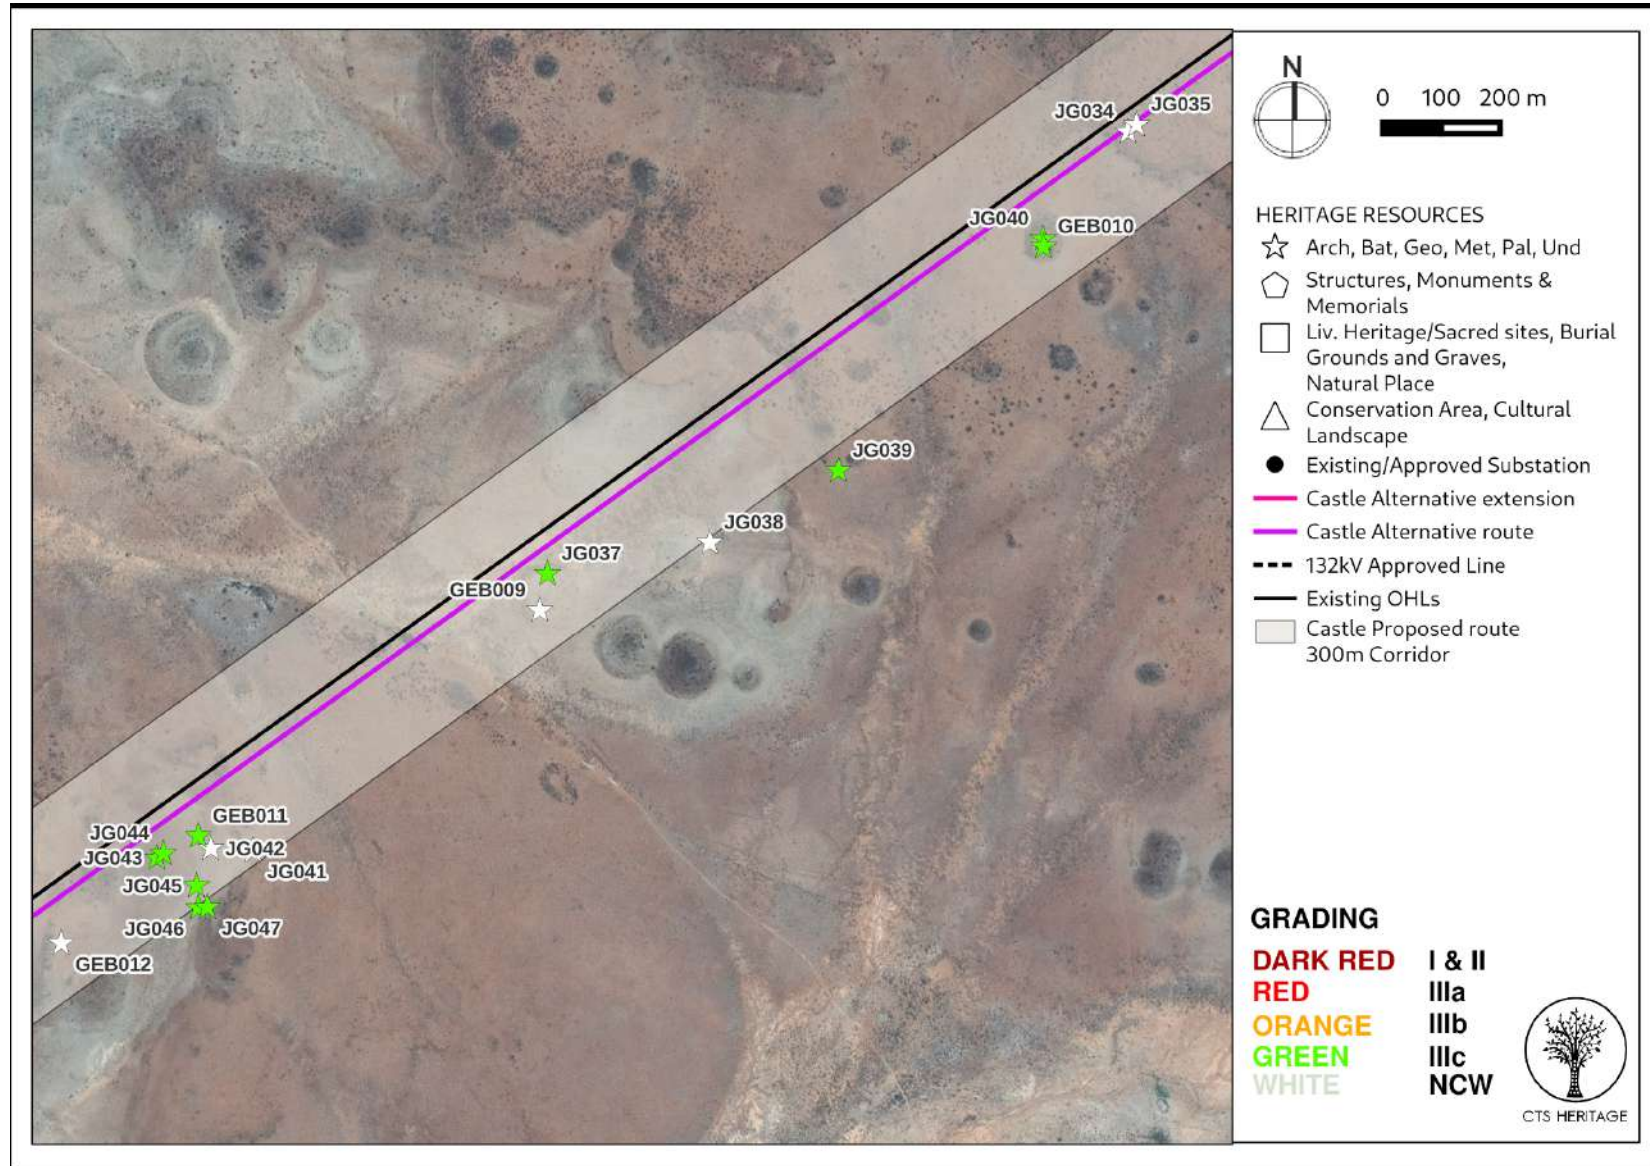 JG034
JG035
JG040
GEB010
JG039
JG038
JG037
GEB009
GEB011
JG044
JG042
JG043
JG041
JG045
JG046
JG047
GEB012
N
0 100 200 m
HERITAGE RESOURCES
Arch, Bat, Geo, Met, Pal, Und
Structures, Monuments &
Memorials
Liv. Heritage/Sacred sites, Burial
Grounds and Graves,
Natural Place
Conservation Area, Cultural
Landscape
Existing/Approved Substation
Castle Alternative extension
Castle Alternative route
132kV Approved Line
Existing OHLs
Castle Proposed route
300m Corridor
GRADING
DARK RED I & II
RED IIIa
ORANGE IIIb
GREEN IIIc
WHITE NCW
CTS HERITAGE